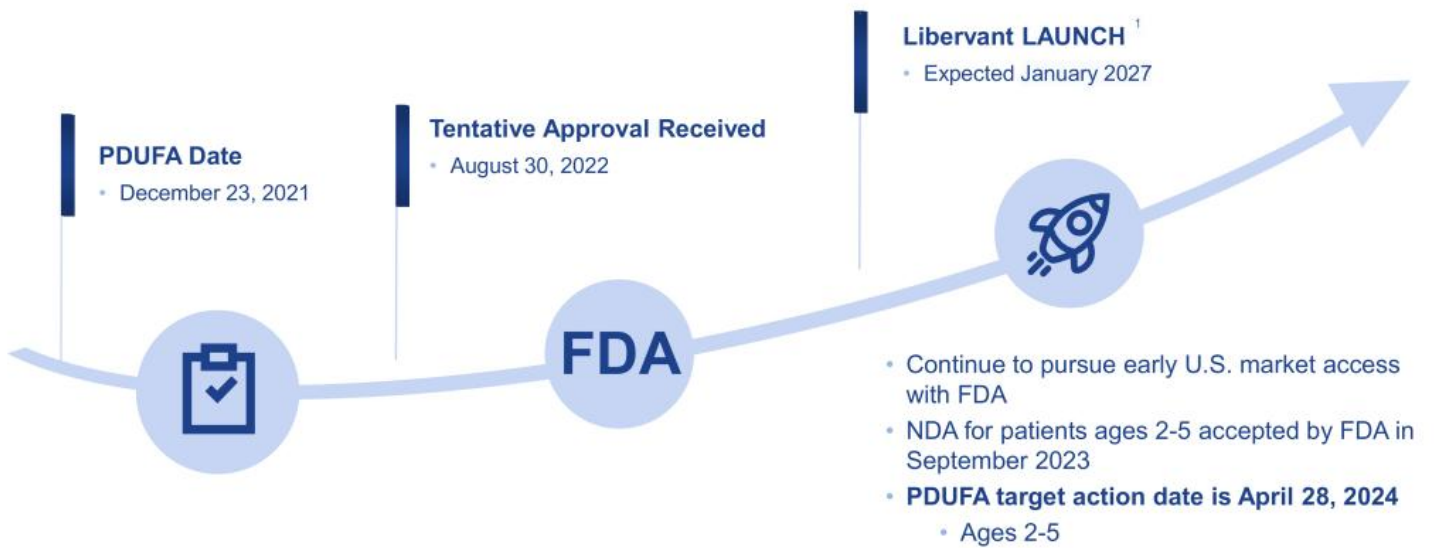 PDUFA Date
• December 23, 2021
Tentative Approval Received
• August 30, 2022
Libervant LAUNCH 1
• Expected January 2027
FDA
• Continue to pursue early U.S. market access
with FDA
• NDA for patients ages 2-5 accepted by FDA in
September 2023
• PDUFA target action date is April 28, 2024
• Ages 2-5